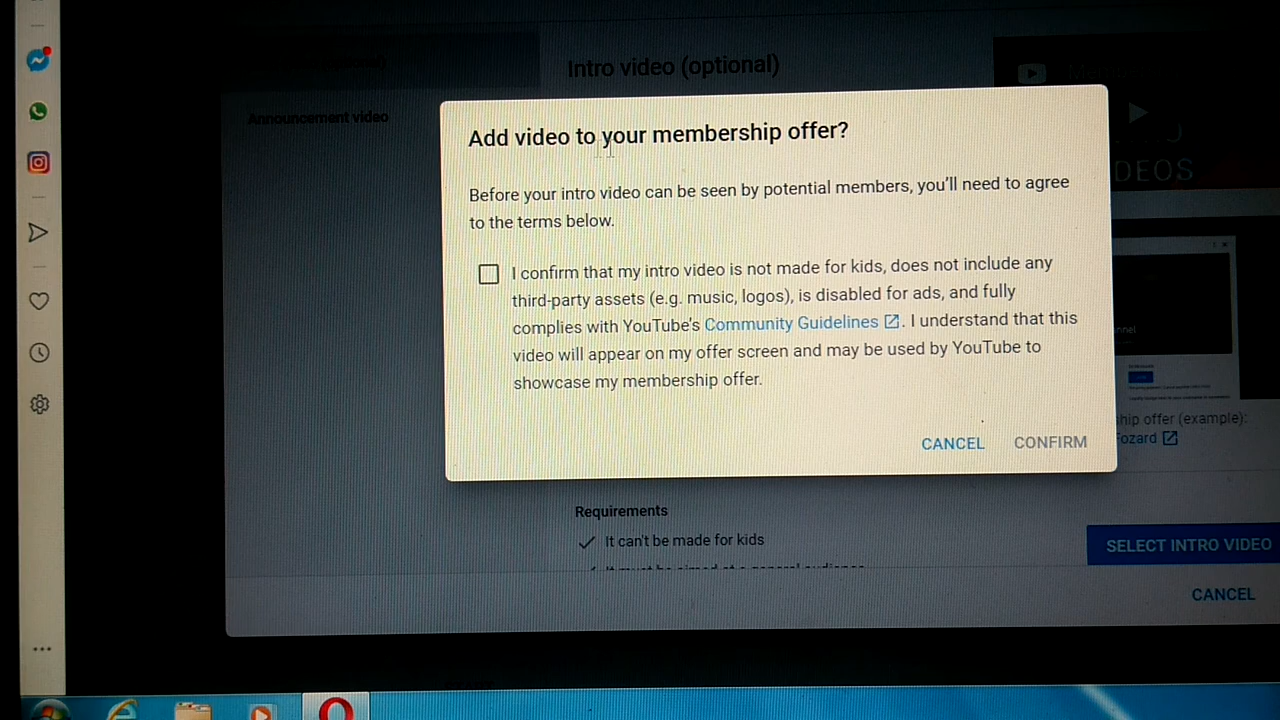 Intro video (optional)
Announcement video
DEOS
Add video to your membership offer?
Before your intro video can be seen by potential members, you'll need to agree
to the terms below.
I confirm that my intro video is not made for kids, does not include any
third-party assets (e.g. music, logos), is disabled for ads, and fully
complies with YouTube's Community Guidelines. I understand that this
video will appear on my offer screen and may be used by YouTube to
showcase my membership offer.
CANCEL CONFIRM
hip offer (example):
ozard
Requirements
It can't be made for kids
SELECT INTRO VIDEO
CANCEL